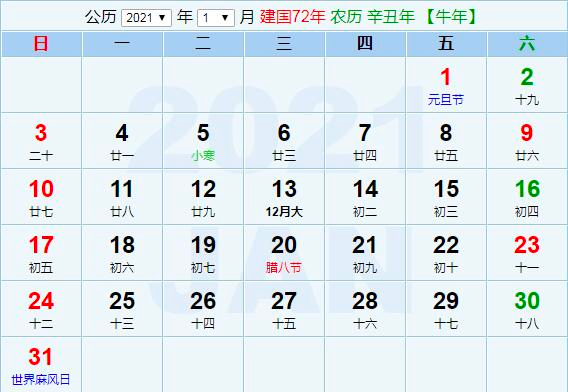 公历 2021 年 1 月 建国72年 农历 辛丑年 【牛年】
日 一 二 三 四 五 六
1 2
元旦节 十九
3 4 5 6 7 8 9
二十 廿一 小寒 廿三 廿四 廿五 廿六
10 11 12 13 14 15 16
廿七 廿八 廿九 12月大 初二 初三 初四
17 18 19 20 21 22 23
初五 初六 初七 腊八节 初九 初十 十一
24 25 26 27 28 29 30
十二 十三 十四 十五 十六 十七 十八
31
世界麻风日
2021
JAN